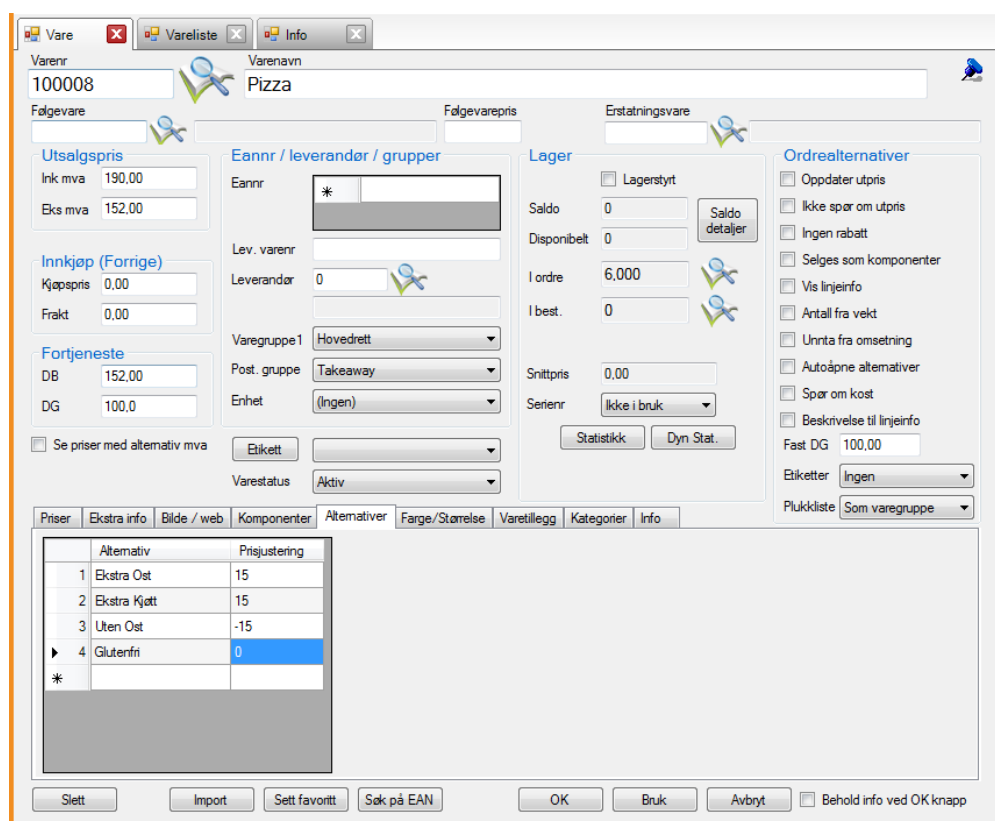 Vare Vareliste Info
Varenr Varenavn
100008 Pizza
Følgevare Følgevarepris Erstatningsvare
Utsalgspris
Ink mva 190,00
Eks mva 152,00
Innkjøp (Forrige)
Kjøpspris 0,00
Frakt 0,00
Fortjeneste
DB 152,00
DG 100,0
Se priser med alternativ mva
Eannr / leverandør / grupper
Eannr
Lev. varenr
Leverandør 0
Varegruppe1 Hovedrett
Post. gruppe Takeaway
Enhet (Ingen)
Etikett
Varestatus Aktiv
Lager
Lagerstyrt
Saldo 0 Saldo detaljer
Disponibelt 0
I ordre 6,000
I best. 0
Snittpris 0,00
Serienr Ikke i bruk
Statistikk Dyn Stat.
Ordrealternativer
Oppdater utpris
Ikke spør om utpris
Ingen rabatt
Selges som komponenter
Vis linjeinfo
Antall fra vekt
Unnta fra omsetning
Autoåpne alternativer
Spør om kost
Beskrivelse til linjeinfo
Fast DG 100,00
Etiketter Ingen
Plukkliste Som varegruppe
Priser Ekstra info Bilde / web Komponenter Alternativer Farge/Størrelse Varetillegg Kategorier Info
Alternativ Prisjustering
1 Ekstra Ost 15
2 Ekstra Kjøtt 15
3 Uten Ost -15
4 Glutenfri 0
Slett Import Sett favoritt Søk på EAN OK Bruk Avbryt Behold info ved OK knapp